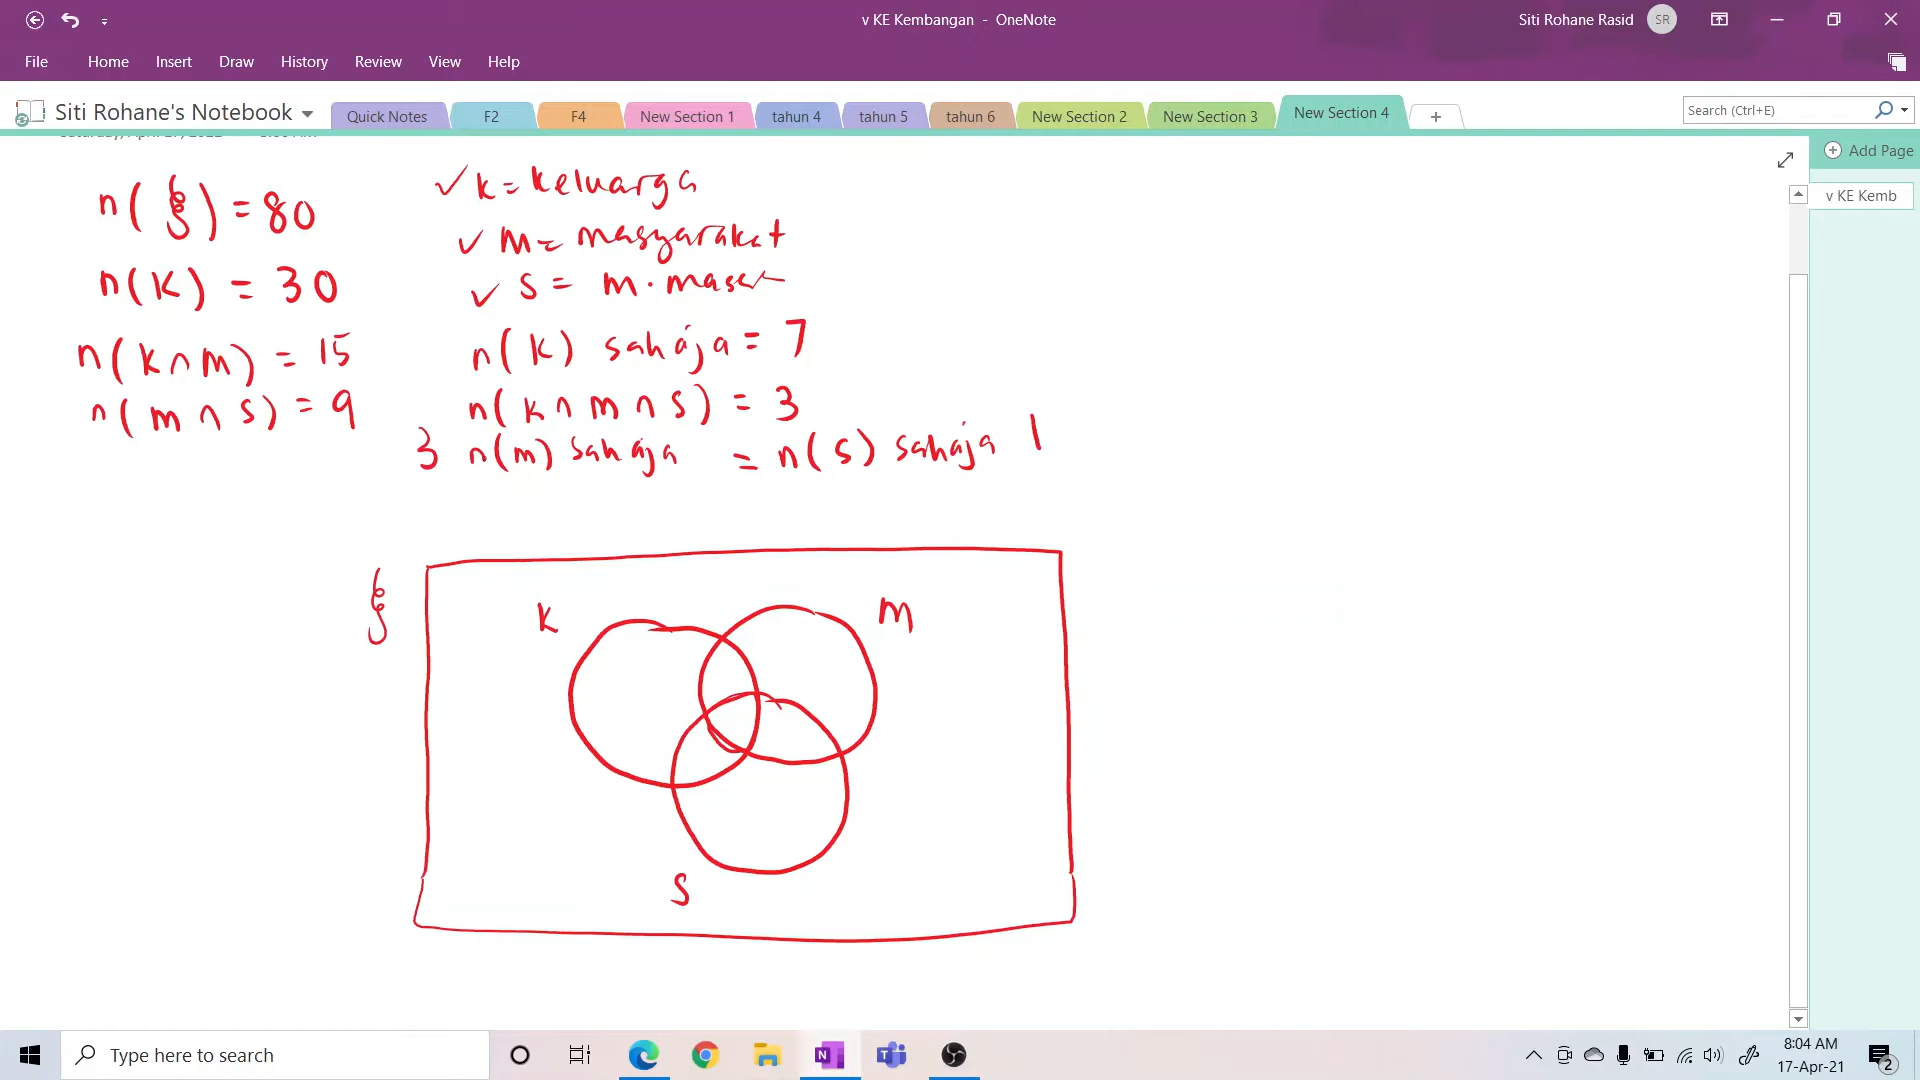 v KE Kembangan - OneNote
Siti Rohane Rasid SR
File Home Insert Draw History Review View Help
Siti Rohane's Notebook
Quick Notes F2 F4 New Section 1 tahun 4 tahun 5 tahun 6 New Section 2 New Section 3 New Section 4 +
Search (Ctrl+E)
Add Page
v KE Kemb
n(ξ) = 80
n(K) = 30
n(K∩M) = 15
n(M∩S) = 9
✓ K = Keluarga
✓ M = masyarakat
✓ S = m.
n(K) sahaja = 7
n(K∩M∩S) = 3
3 n(M) sahaja = n(S) sahaja 1
ξ
K
M
S
Type here to search
N
8:04 AM
17-Apr-21
2